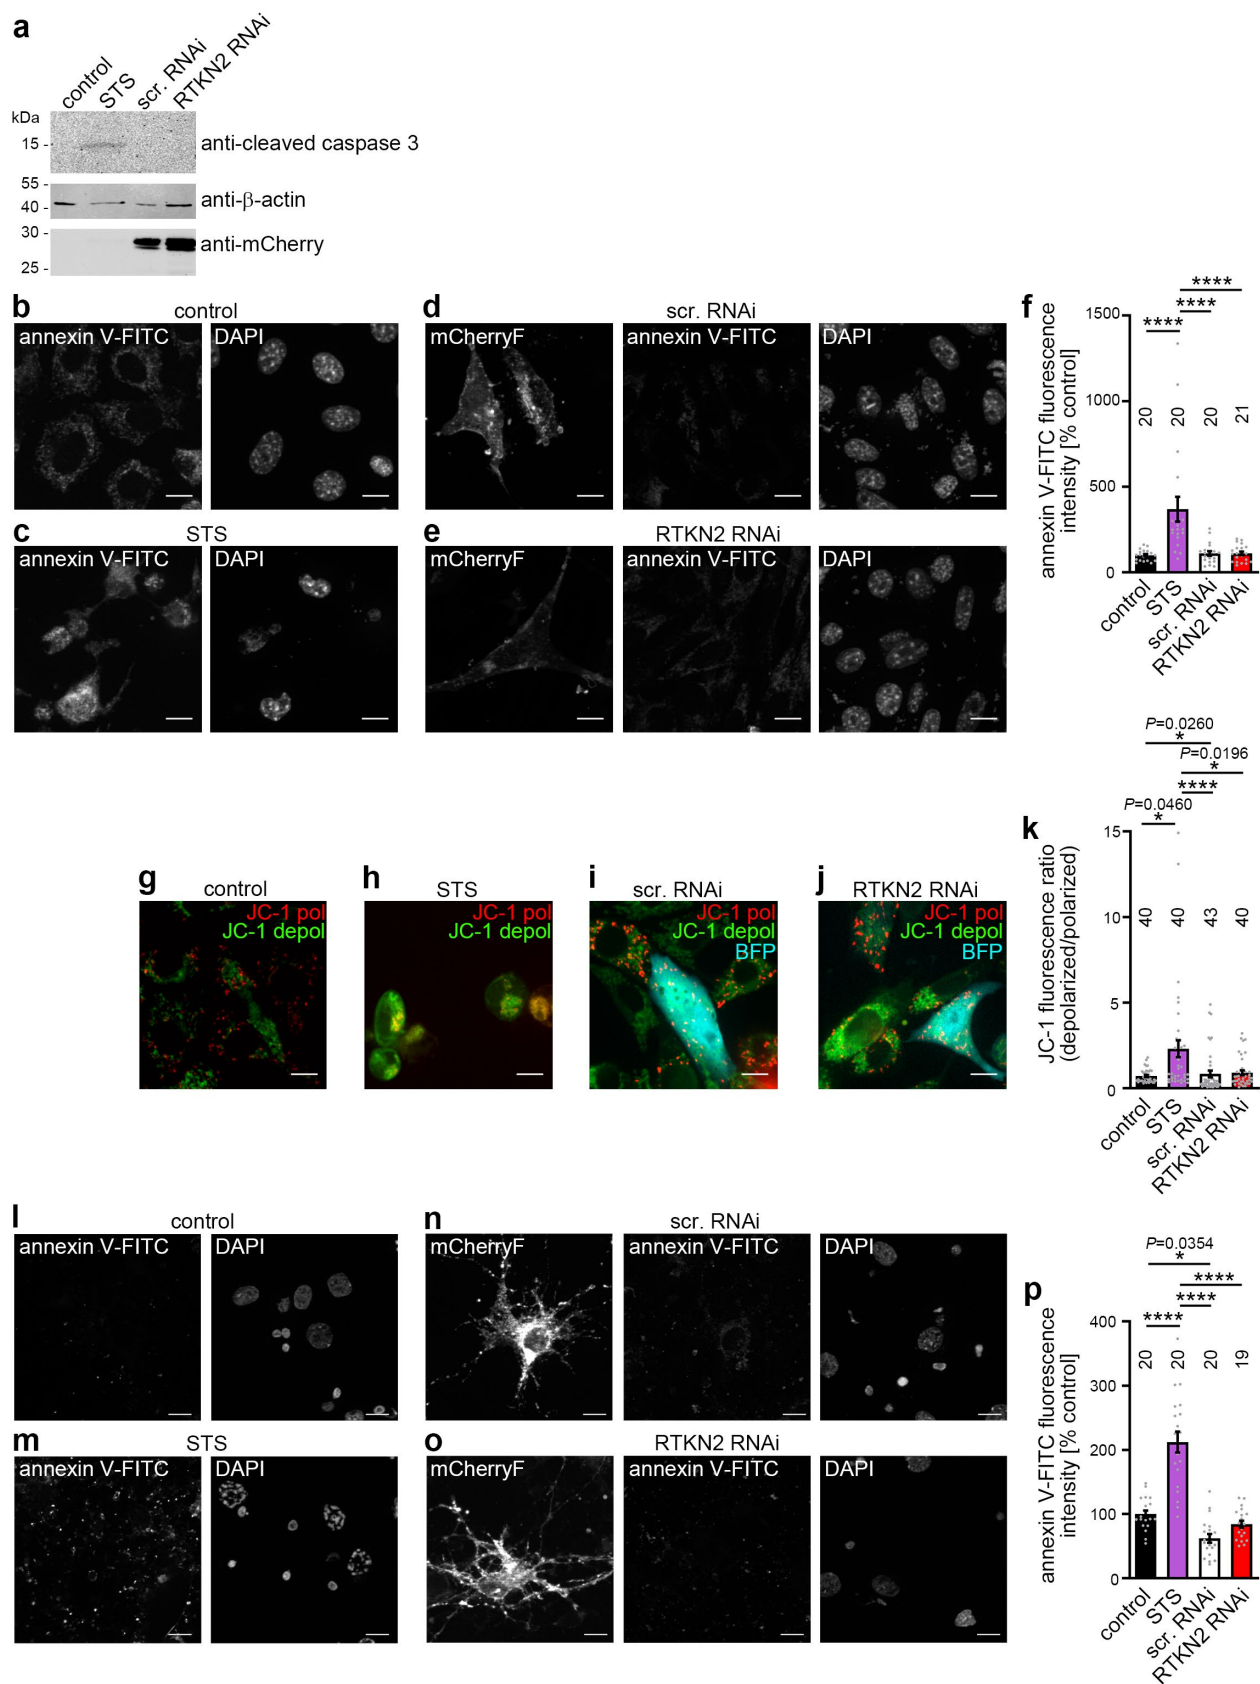 a
control
STS
scr. RNAi
RTKN2 RNAi
kDa
15 -
anti-cleaved caspase 3
55 -
40 -
anti-β-actin
30 -
25 -
anti-mCherry
b
control
annexin V-FITC
DAPI
c
STS
annexin V-FITC
DAPI
d
scr. RNAi
mCherryF
annexin V-FITC
DAPI
e
RTKN2 RNAi
mCherryF
annexin V-FITC
DAPI
f
annexin V-FITC fluorescence
intensity [% control]
1500
1000
500
0
****
****
****
20
20
20
21
control
STS
scr. RNAi
RTKN2 RNAi
g
control
JC-1 pol
JC-1 depol
h
STS
JC-1 pol
JC-1 depol
i
scr. RNAi
JC-1 pol
JC-1 depol
BFP
j
RTKN2 RNAi
JC-1 pol
JC-1 depol
BFP
k
JC-1 fluorescence ratio
(depolarized/polarized)
P=0.0260
*
P=0.0196
*
****
P=0.0460
*
15
10
5
0
40
40
43
40
control
STS
scr. RNAi
RTKN2 RNAi
l
control
annexin V-FITC
DAPI
m
STS
annexin V-FITC
DAPI
n
scr. RNAi
mCherryF
annexin V-FITC
DAPI
o
RTKN2 RNAi
mCherryF
annexin V-FITC
DAPI
p
annexin V-FITC fluorescence
intensity [% control]
P=0.0354
*
****
****
****
400
300
200
100
0
20
20
20
19
control
STS
scr. RNAi
RTKN2 RNAi